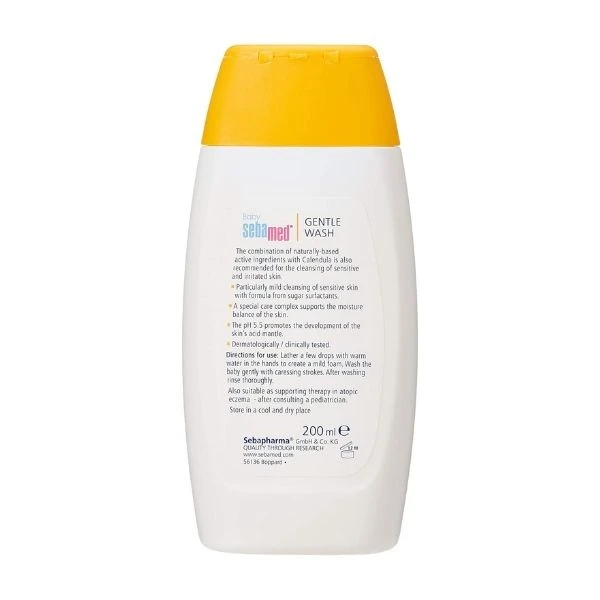 Baby
sebamed®
GENTLE
WASH
The combination of naturally-based
active ingredients with Calendula is also
recommended for the cleansing of sensitive
and irritated skin.
• Particularly mild cleansing of sensitive skin
with formula from sugar surfactants.
• A special care complex supports the moisture
balance of the skin.
• The pH 5.5 promotes the development of the
skin's acid mantle.
• Dermatologically / clinically tested.
Directions for use: Lather a few drops with warm
water in the hands to create a mild foam. Wash the
baby gently with caressing strokes. After washing
rinse thoroughly.
Also suitable as supporting therapy in atopic
eczema - after consulting a pediatrician.
Store in a cool and dry place
200 ml ℮
Sebapharma® GmbH & Co. KG
QUALITY THROUGH RESEARCH
www.sebamed.com
56136 Boppard •
12 M